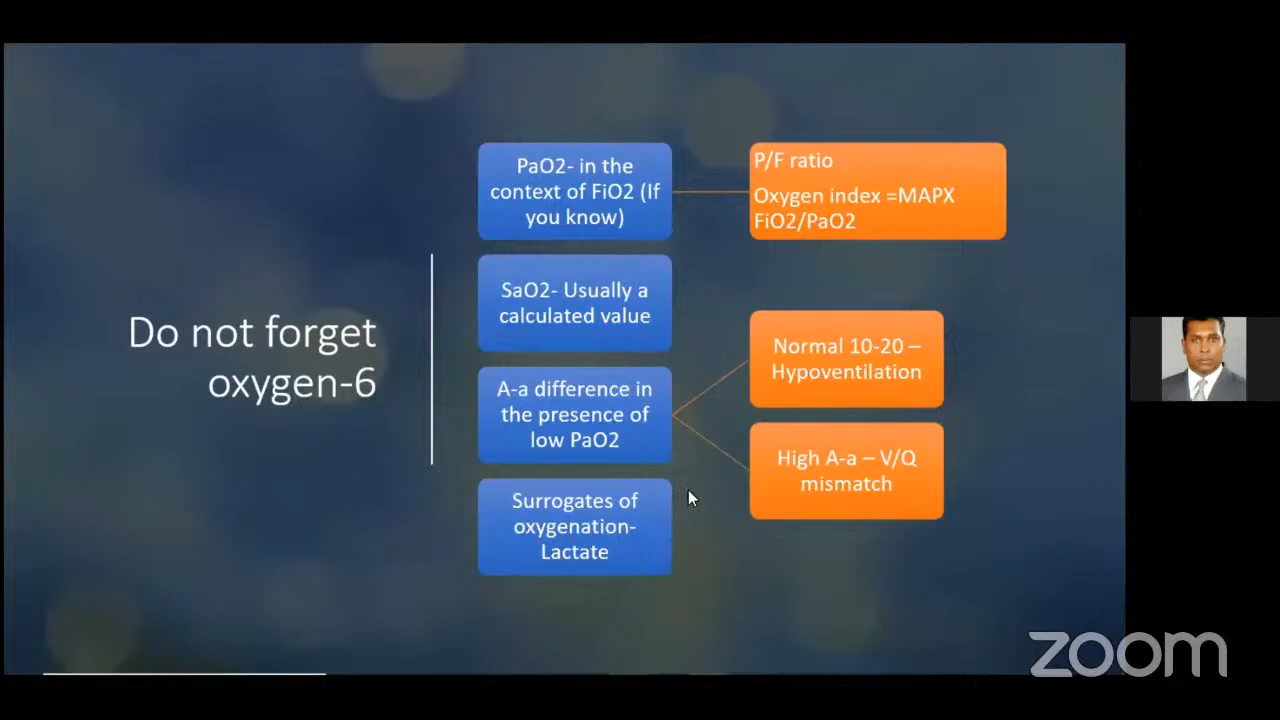 Do not forget
oxygen-6
PaO2- in the
context of FiO2 (If
you know)
P/F ratio
Oxygen index =MAPX
FiO2/PaO2
SaO2- Usually a
calculated value
A-a difference in
the presence of
low PaO2
Normal 10-20 –
Hypoventilation
High A-a – V/Q
mismatch
Surrogates of
oxygenation-
Lactate
zoom